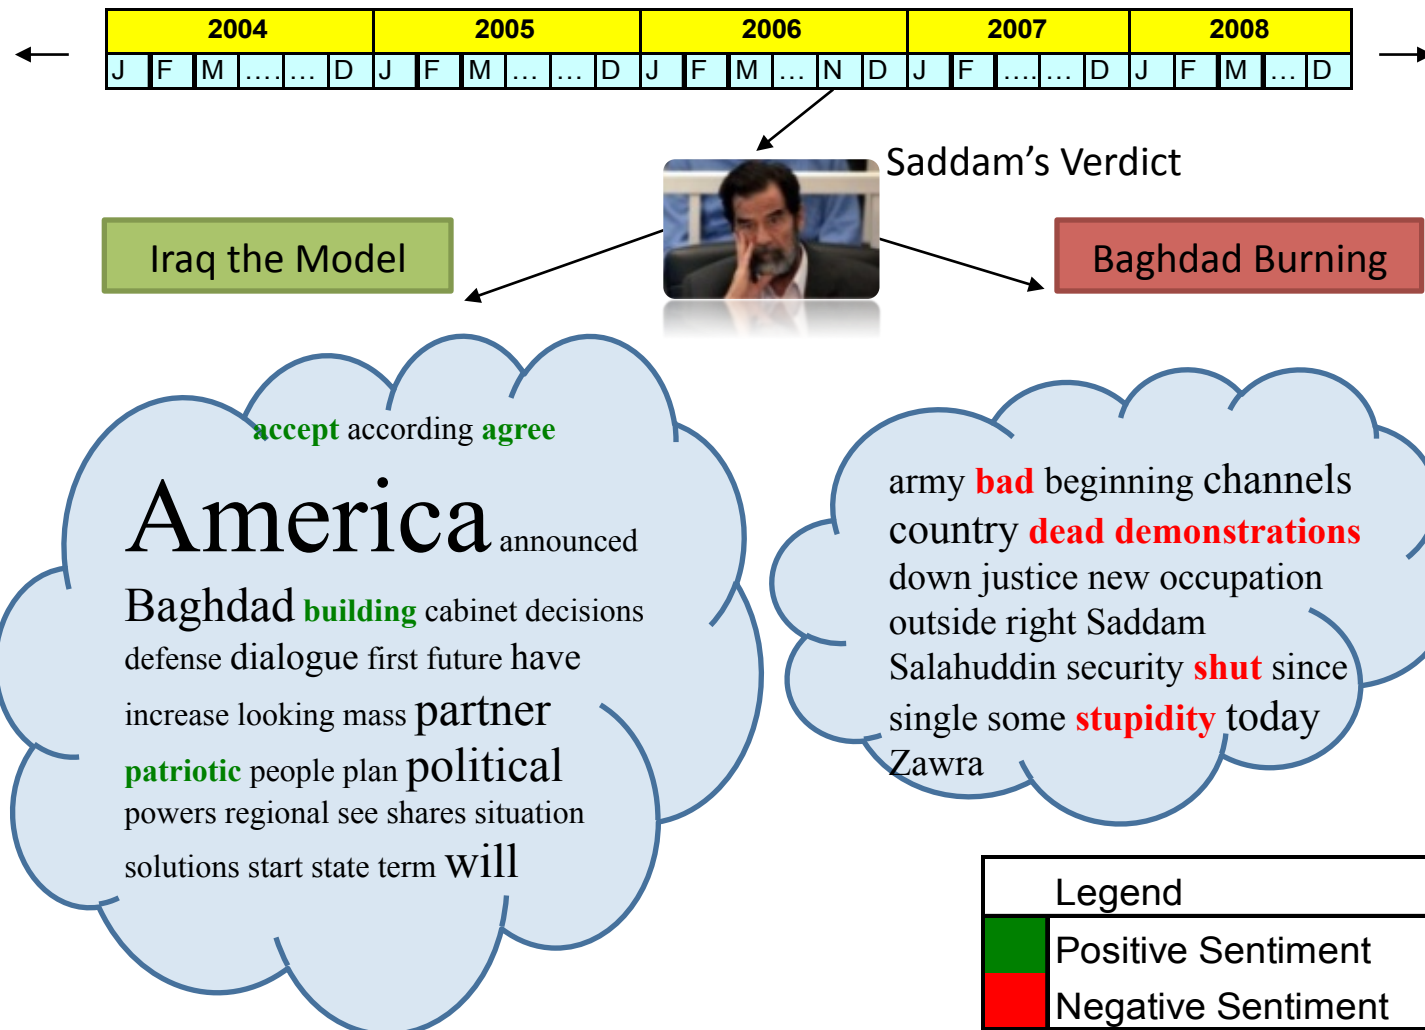 2004 2005 2006 2007 2008
J F M .... ... D J F M ... ... D J F M ... N D J F .... ... D J F M ... D
Saddam’s Verdict
Iraq the Model
Baghdad Burning
accept according agree
America announced
Baghdad building cabinet decisions
defense dialogue first future have
increase looking mass partner
patriotic people plan political
powers regional see shares situation
solutions start state term will
army bad beginning channels
country dead demonstrations
down justice new occupation
outside right Saddam
Salahuddin security shut since
single some stupidity today
Zawra
Legend
Positive Sentiment
Negative Sentiment